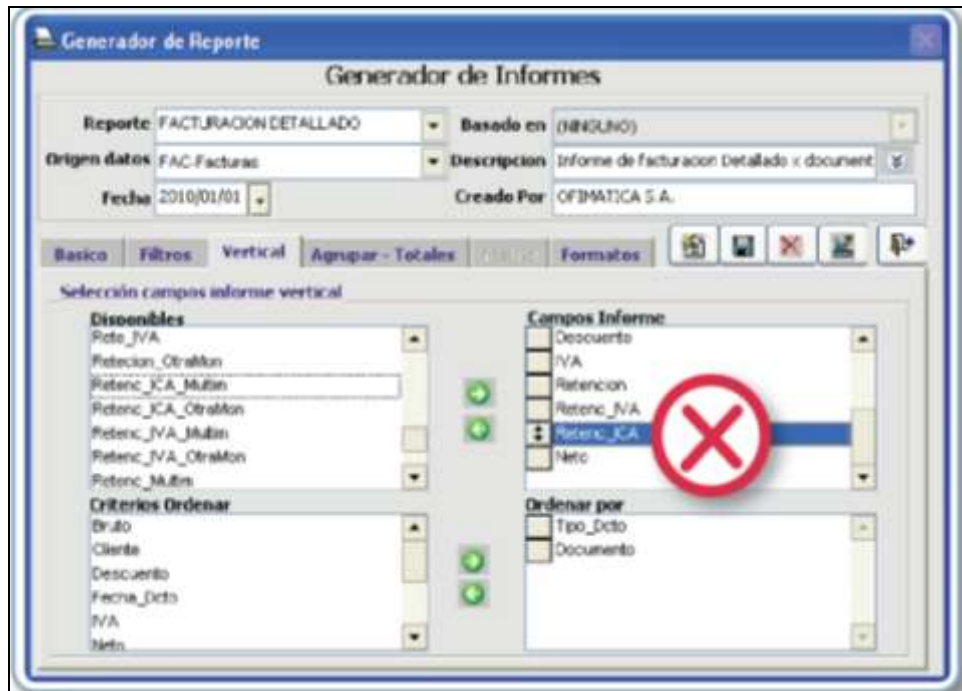 Generador de Reporte
Generador de Informes
Reporte FACTURACION DETALLADO Basado en (NINGUNO)
Origen datos FAC-Facturas Descripcion Informe de facturacion Detallado x document
Fecha 2010/01/01 Creado Por OFIMATICA S.A.
Basico Filtros Vertical Agrupar - Totales Formatos
Selección campos informe vertical
Disponibles
Rete_IVA
Retecion_OtraMon
Retenc_ICA_Multim
Retenc_ICA_OtraMon
Retenc_IVA_Multim
Retenc_IVA_OtraMon
Retenc_Multim
Campos Informe
Descuento
IVA
Retencion
Retenc_IVA
Retenc_ICA
Neto
Criterios Ordenar
Bruto
Cliente
Descuento
Fecha_Dcto
IVA
Neto
Ordenar por
Tipo_Dcto
Documento